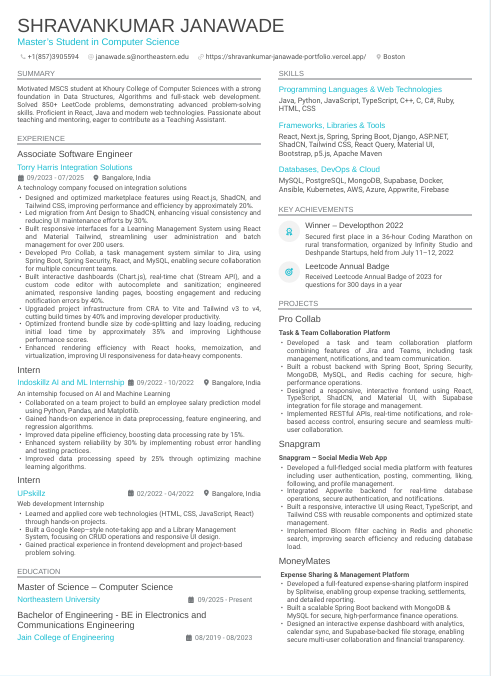 SHRAVANKUMAR JANAWADE
Master's Student in Computer Science
+1(857)3905594 janawade.s@northeastern.edu https://shravankumar-janawade-portfolio.vercel.app/ Boston
SUMMARY
Motivated MSCS student at Khoury College of Computer Sciences with a strong
foundation in Data Structures, Algorithms and full-stack web development.
Solved 850+ LeetCode problems, demonstrating advanced problem-solving
skills. Proficient in React, Java and modern web technologies. Passionate about
teaching and mentoring, eager to contribute as a Teaching Assistant.
EXPERIENCE
Associate Software Engineer
Torry Harris Integration Solutions
09/2023 - 07/2025 Bangalore, India
A technology company focused on integration solutions
• Designed and optimized marketplace features using React.js, ShadCN, and
Tailwind CSS, improving performance and efficiency by approximately 20%.
• Led migration from Ant Design to ShadCN, enhancing visual consistency and
reducing UI maintenance efforts by 30%.
• Built responsive interfaces for a Learning Management System using React
and Material Tailwind, streamlining user administration and batch
management for over 200 users.
• Developed Pro Collab, a task management system similar to Jira, using
Spring Boot, Spring Security, React, and MySQL, enabling secure collaboration
for multiple concurrent teams.
• Built interactive dashboards (Chart.js), real-time chat (Stream API), and a
custom code editor with autocomplete and sanitization; engineered
animated, responsive landing pages, boosting engagement and reducing
notification errors by 40%.
• Upgraded project infrastructure from CRA to Vite and Tailwind v3 to v4,
cutting build times by 40% and improving developer productivity.
• Optimized frontend bundle size by code-splitting and lazy loading, reducing
initial load time by approximately 35% and improving Lighthouse
performance scores.
• Enhanced rendering efficiency with React hooks, memoization, and
virtualization, improving UI responsiveness for data-heavy components.
Intern
Indoskillz AI and ML Internship 09/2022 - 10/2022 Bangalore, India
An internship focused on AI and Machine Learning
• Collaborated on a team project to build an employee salary prediction model
using Python, Pandas, and Matplotlib.
• Gained hands-on experience in data preprocessing, feature engineering, and
regression algorithms.
• Improved data pipeline efficiency, boosting data processing rate by 15%.
• Enhanced system reliability by 30% by implementing robust error handling
and testing practices.
• Improved data processing speed by 25% through optimizing machine
learning algorithms.
Intern
UPskillz 02/2022 - 04/2022 Bangalore, India
Web development Internship
• Learned and applied core web technologies (HTML, CSS, JavaScript, React)
through hands-on projects.
• Built a Google Keep–style note-taking app and a Library Management
System, focusing on CRUD operations and responsive UI design.
• Gained practical experience in frontend development and project-based
problem solving.
EDUCATION
Master of Science – Computer Science
Northeastern University 09/2025 - Present
Bachelor of Engineering - BE in Electronics and
Communications Engineering
Jain College of Engineering 08/2019 - 08/2023
SKILLS
Programming Languages & Web Technologies
Java, Python, JavaScript, TypeScript, C++, C, C#, Ruby,
HTML, CSS
Frameworks, Libraries & Tools
React, Next.js, Spring, Spring Boot, Django, ASP.NET,
ShadCN, Tailwind CSS, React Query, Material UI,
Bootstrap, p5.js, Apache Maven
Databases, DevOps & Cloud
MySQL, PostgreSQL, MongoDB, Supabase, Docker,
Ansible, Kubernetes, AWS, Azure, Appwrite, Firebase
KEY ACHIEVEMENTS
Winner – Developthon 2022
Secured first place in a 36-hour Coding Marathon on
rural transformation, organized by Infinity Studio and
Deshpande Startups, held from July 11–12, 2022
Leetcode Annual Badge
Received Leetcode Annual Badge of 2023 for
questions for 300 days in a year
PROJECTS
Pro Collab
Task & Team Collaboration Platform
• Developed a task and team collaboration platform
combining features of Jira and Teams, including task
management, notifications, and team communication.
• Built a robust backend with Spring Boot, Spring Security,
MongoDB, MySQL, and Redis caching for secure, high-
performance operations.
• Designed a responsive, interactive frontend using React,
TypeScript, ShadCN, and Material UI, with Supabase
integration for file storage and management.
• Implemented RESTful APIs, real-time notifications, and role-
based access control, ensuring secure and seamless multi-
user collaboration.
Snapgram
Snapgram – Social Media Web App
• Developed a full-fledged social media platform with features
including user authentication, posting, commenting, liking,
following, and profile management.
• Integrated Appwrite backend for real-time database
operations, secure authentication, and notifications.
• Built a responsive, interactive UI using React, TypeScript, and
Tailwind CSS with reusable components and optimized state
management.
• Implemented Bloom filter caching in Redis and phonetic
search, improving search efficiency and reducing database
load.
MoneyMates
Expense Sharing & Management Platform
• Developed a full-featured expense-sharing platform inspired
by Splitwise, enabling group expense tracking, settlements,
and detailed reporting.
• Built a scalable Spring Boot backend with MongoDB &
MySQL for secure, high-performance finance operations.
• Designed an interactive expense dashboard with analytics,
calendar sync, and Supabase-backed file storage, enabling
secure multi-user collaboration and financial transparency.